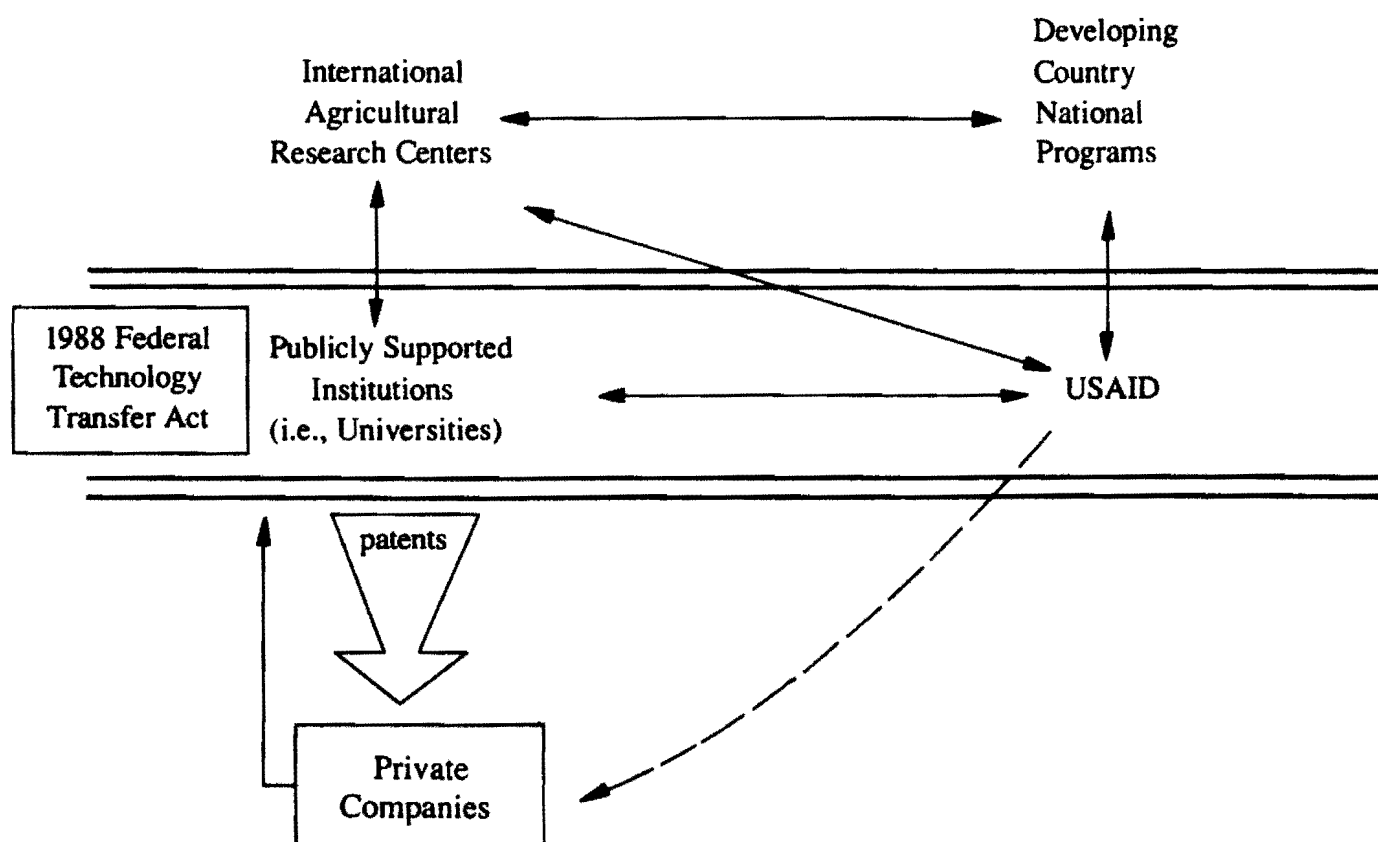 International
Agricultural
Research Centers
Developing
Country
National
Programs
1988 Federal
Technology
Transfer Act
Publicly Supported
Institutions
(i.e., Universities)
USAID
patents
Private
Companies